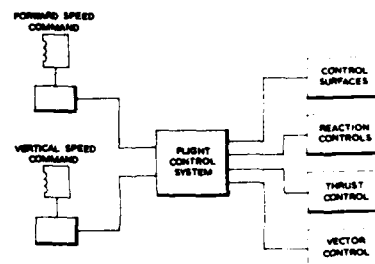 FORWARD SPEED
COMMAND
VERTICAL SPEED
COMMAND
FLIGHT
CONTROL
SYSTEM
CONTROL
SURFACES
REACTION
CONTROLS
THRUST
CONTROL
VECTOR
CONTROL